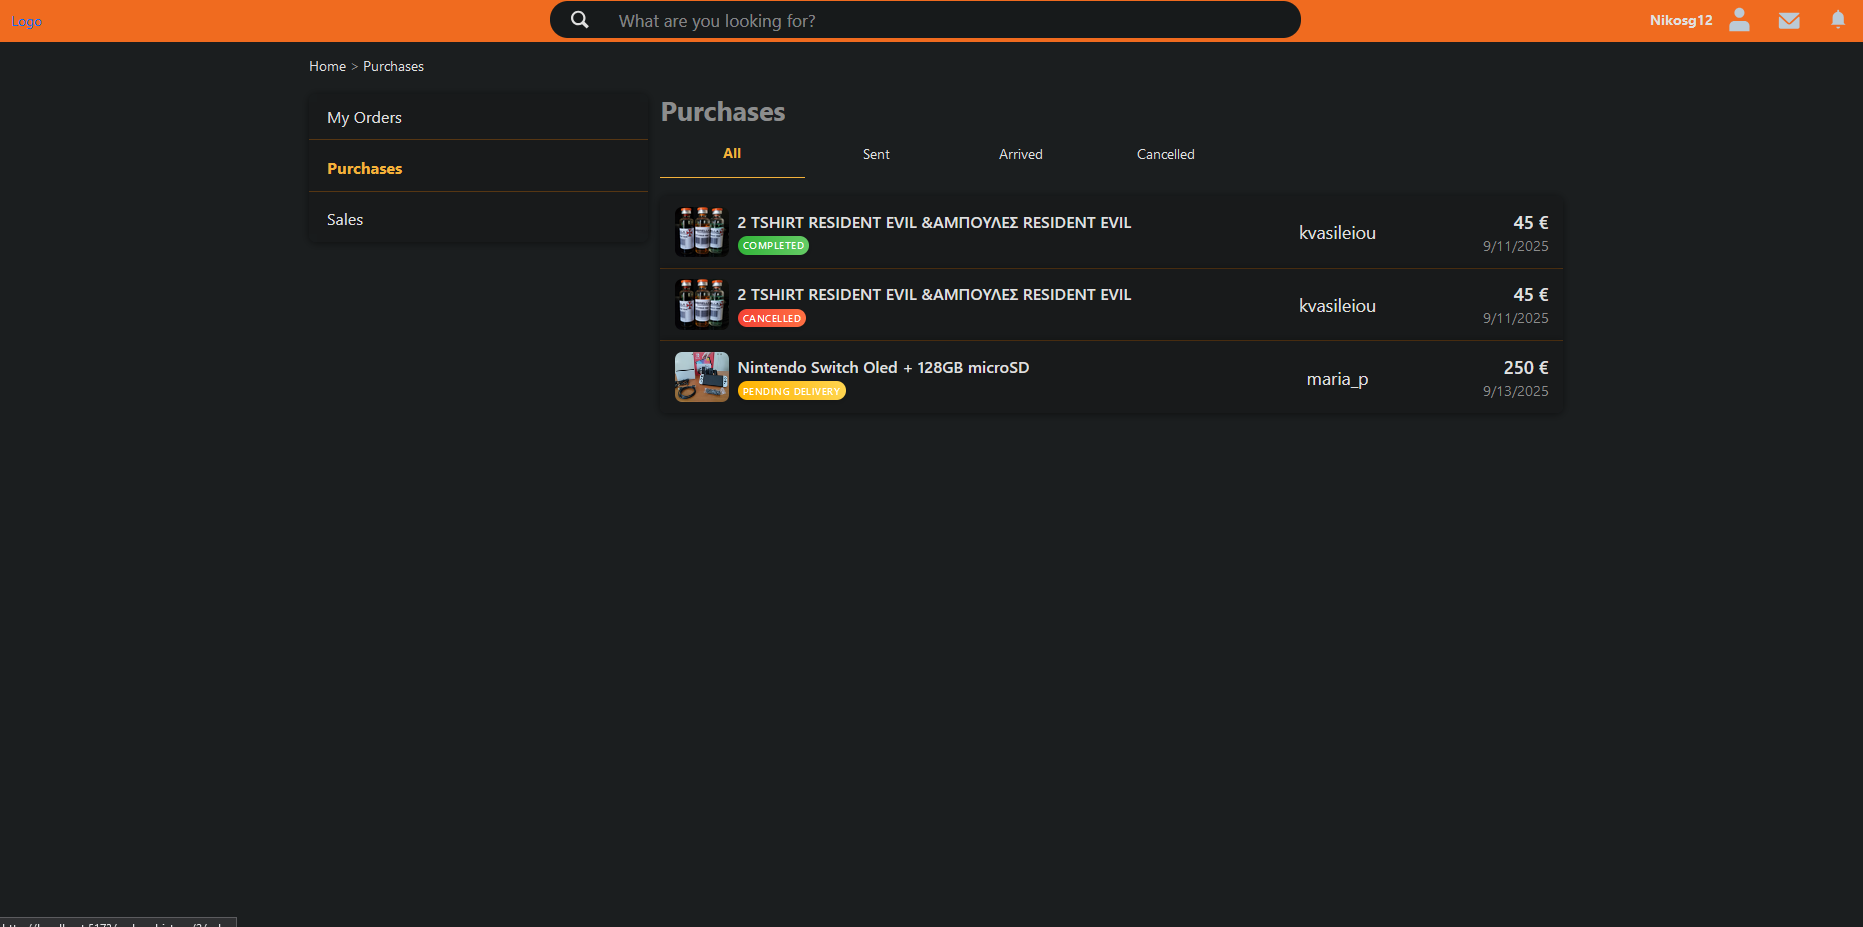 Logo
What are you looking for?
Nikosg12
Home > Purchases
My Orders
Purchases
Sales
Purchases
All
Sent
Arrived
Cancelled
2 TSHIRT RESIDENT EVIL &ΑΜΠΟΥΛΕΣ RESIDENT EVIL
COMPLETED
kvasileiou
45 €
9/11/2025
2 TSHIRT RESIDENT EVIL &ΑΜΠΟΥΛΕΣ RESIDENT EVIL
CANCELLED
kvasileiou
45 €
9/11/2025
Nintendo Switch Oled + 128GB microSD
PENDING DELIVERY
maria_p
250 €
9/13/2025